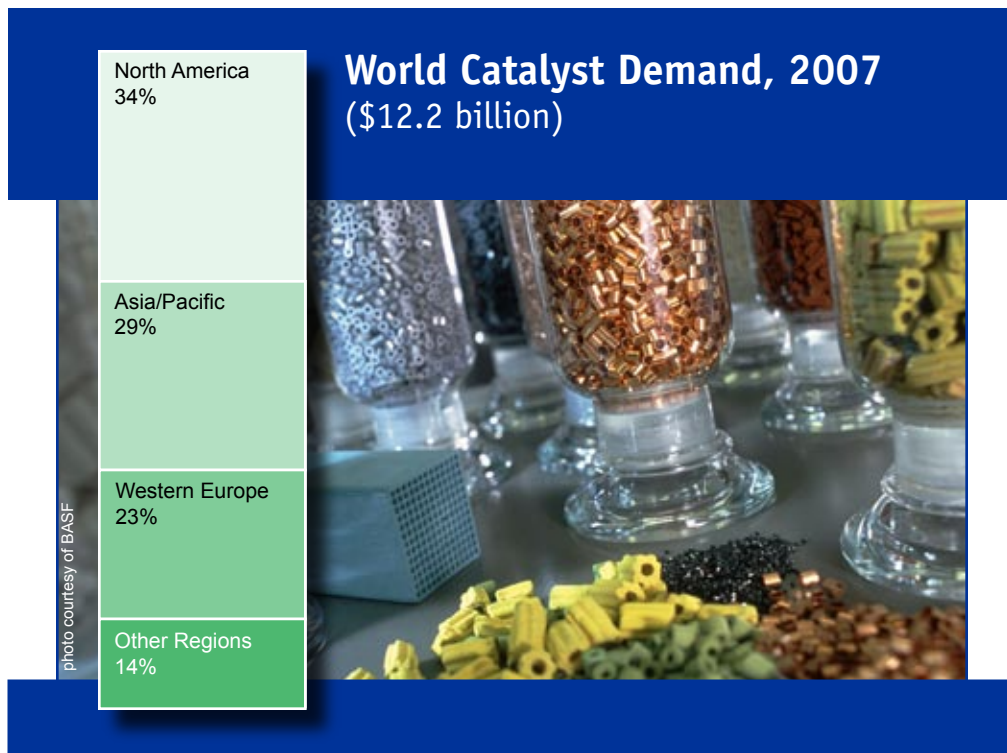 World Catalyst Demand, 2007
($12.2 billion)
North America
34%
Asia/Pacific
29%
Western Europe
23%
Other Regions
14%
photo courtesy of BASF